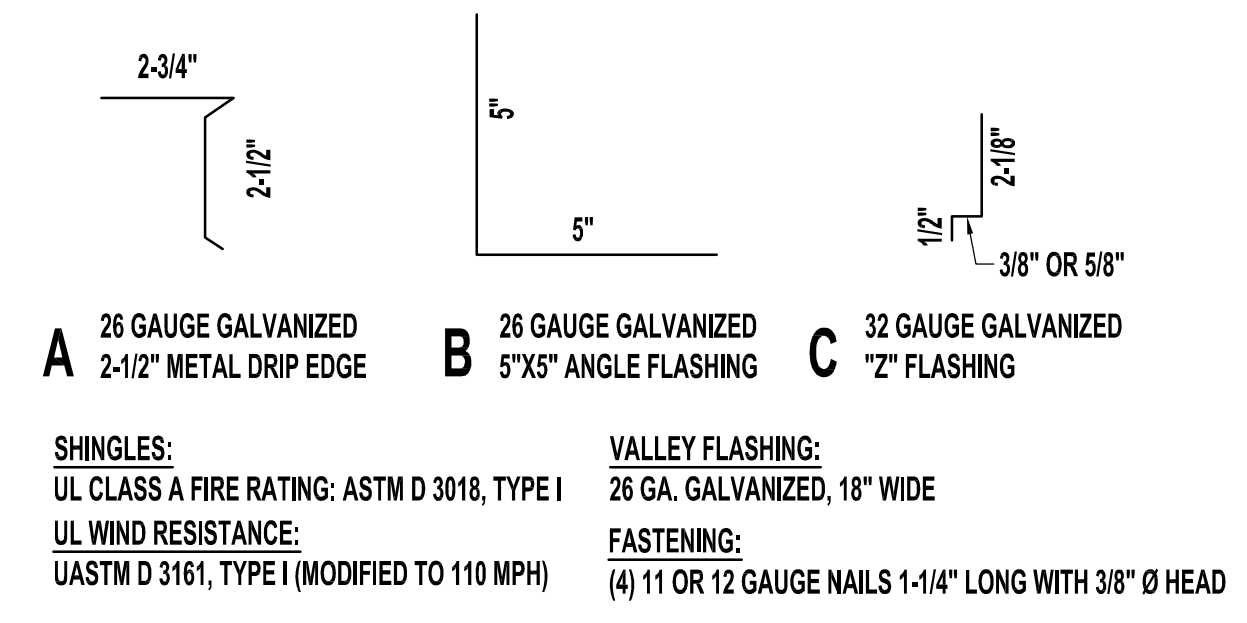 2-3/4"
2-1/2"
5"
5"
2-1/8"
1/2"
3/8" OR 5/8"
A
26 GAUGE GALVANIZED
2-1/2" METAL DRIP EDGE
B
26 GAUGE GALVANIZED
5"X5" ANGLE FLASHING
C
32 GAUGE GALVANIZED
"Z" FLASHING
SHINGLES:
UL CLASS A FIRE RATING: ASTM D 3018, TYPE I
UL WIND RESISTANCE:
UASTM D 3161, TYPE I (MODIFIED TO 110 MPH)
VALLEY FLASHING:
26 GA. GALVANIZED, 18" WIDE
FASTENING:
(4) 11 OR 12 GAUGE NAILS 1-1/4" LONG WITH 3/8" Ø HEAD